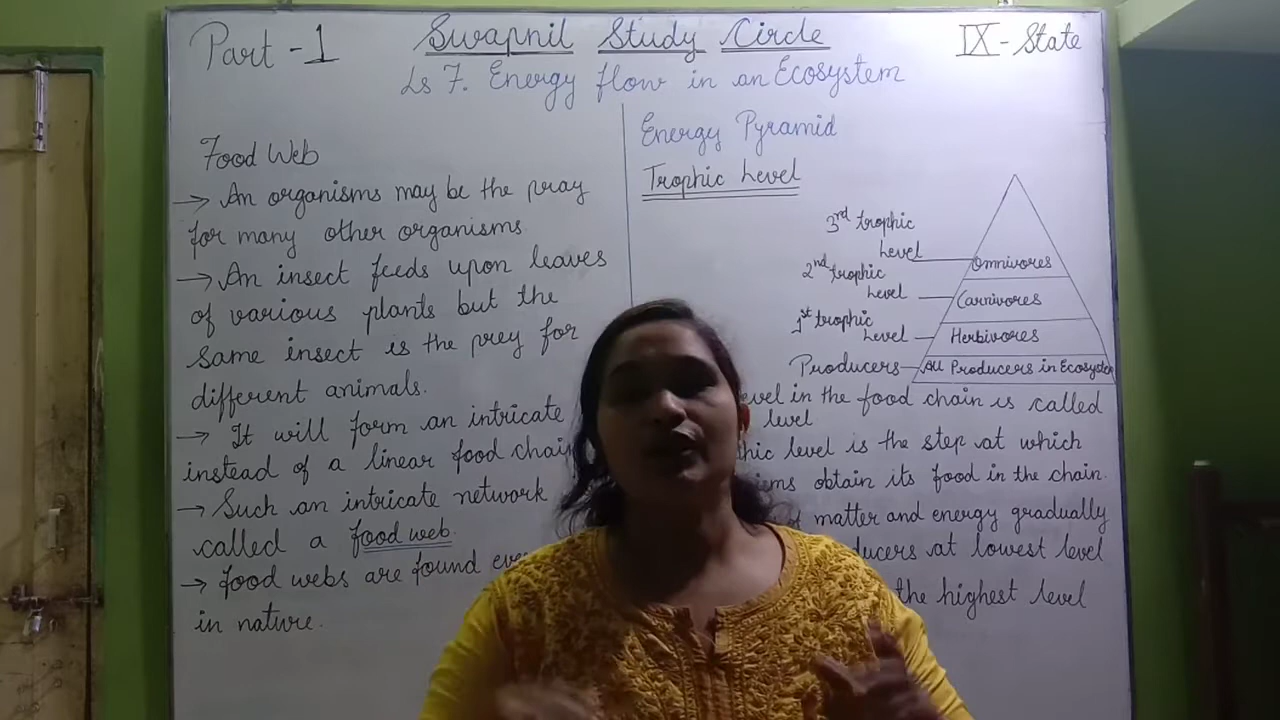 Part - 1
Swapnil Study Circle
IX - State
Ls 7. Energy flow in an Ecosystem
Food Web
→ An organisms may be the pray
for many other organisms.
→ An insect feeds upon leaves
of various plants but the
same insect is the prey for
different animals.
→ It will form an intricate
instead of a linear food chain
→ Such an intricate network
called a food web.
→ food webs are found
in nature.
Energy Pyramid
Trophic Level
3rd trophic
Level
2nd trophic
Level
1st trophic
Level
Producers
Omnivores
Carnivores
Herbivores
All Producers in Ecosystem
level in the food chain is called
level
level is the step at which
obtain its food in the chain.
matter and energy gradually
at lowest level
the highest level